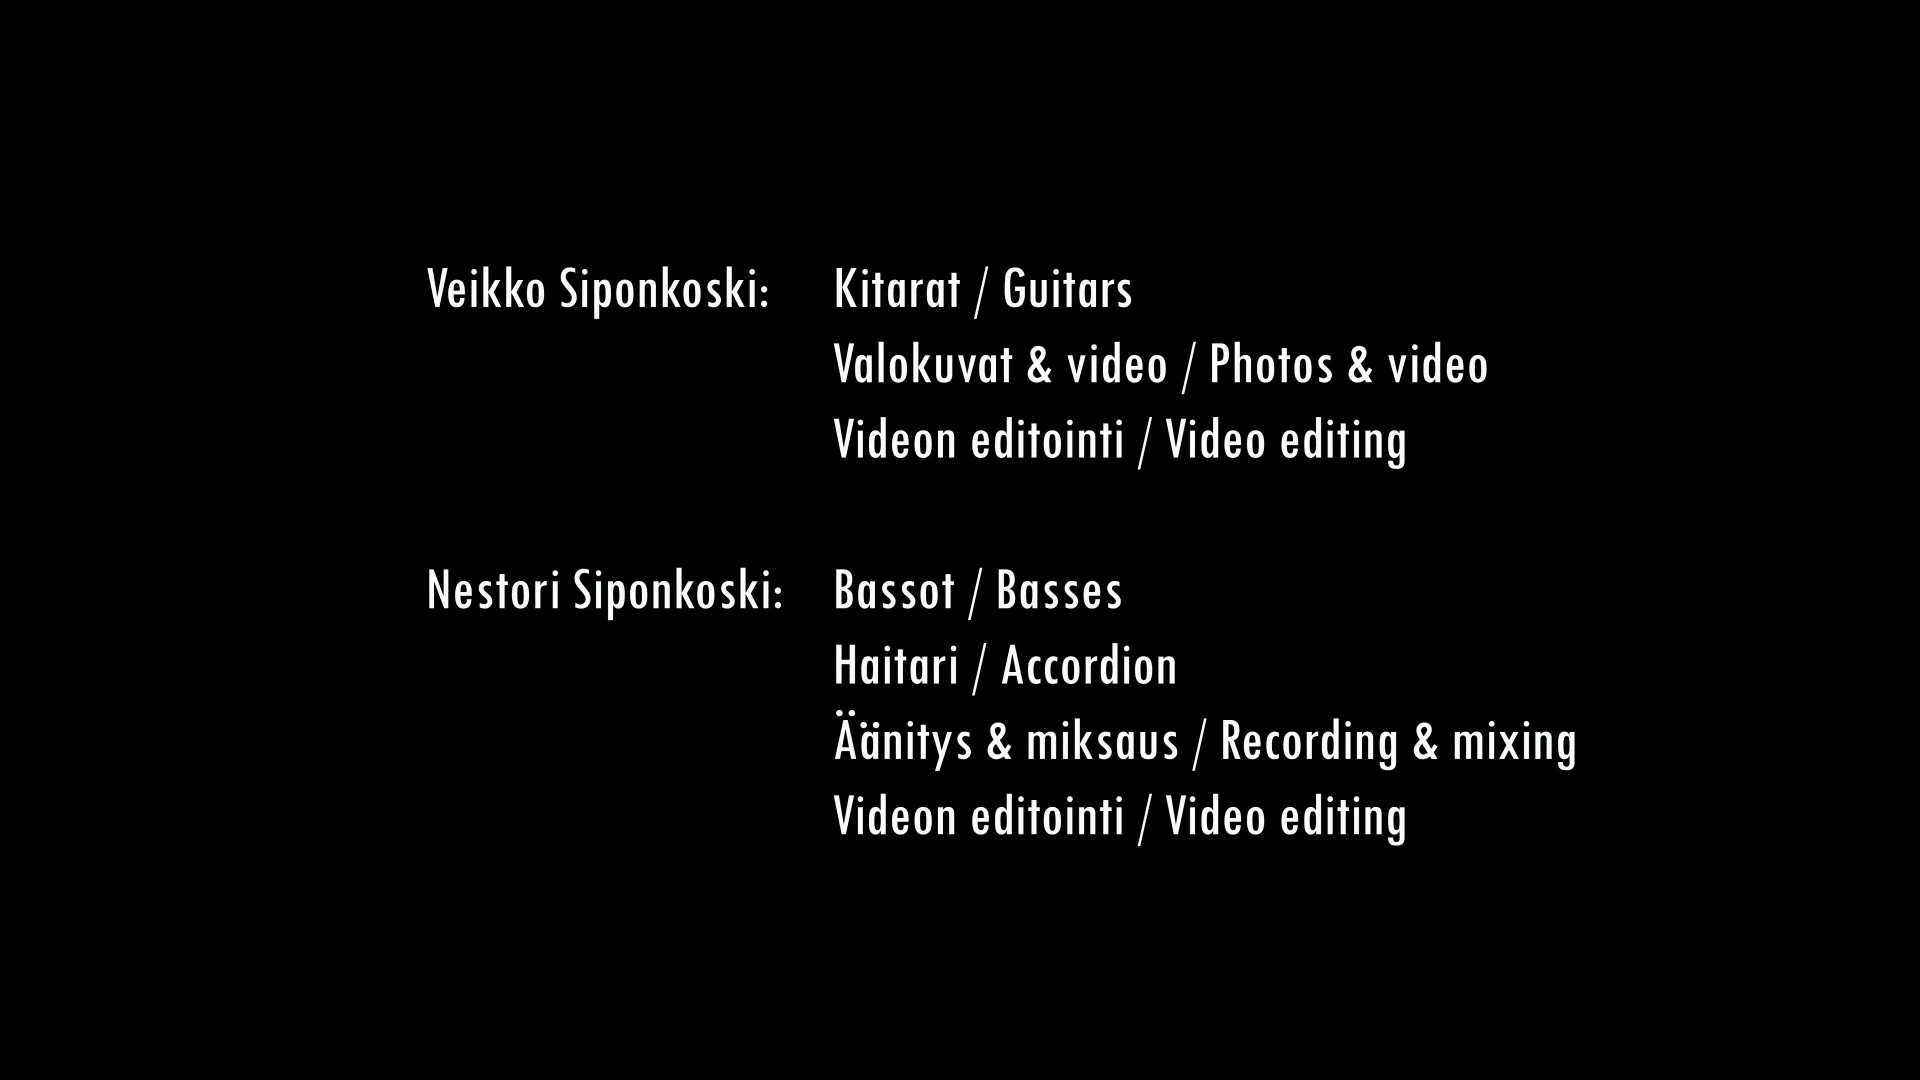 Veikko Siponkoski: Kitarat / Guitars
Valokuvat & video / Photos & video
Videon editointi / Video editing
Nestori Siponkoski: Bassot / Basses
Haitari / Accordion
Äänitys & miksaus / Recording & mixing
Videon editointi / Video editing